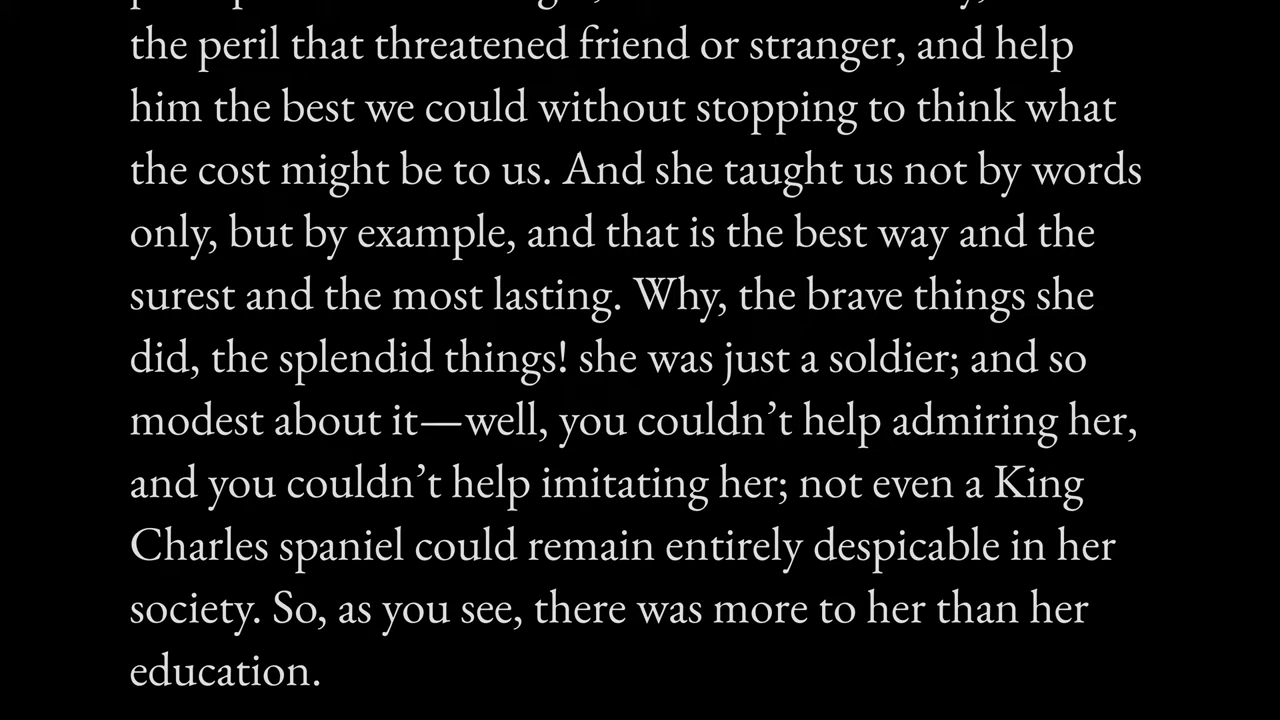 the peril that threatened friend or stranger, and help
him the best we could without stopping to think what
the cost might be to us. And she taught us not by words
only, but by example, and that is the best way and the
surest and the most lasting. Why, the brave things she
did, the splendid things! she was just a soldier; and so
modest about it—well, you couldn’t help admiring her,
and you couldn’t help imitating her; not even a King
Charles spaniel could remain entirely despicable in her
society. So, as you see, there was more to her than her
education.